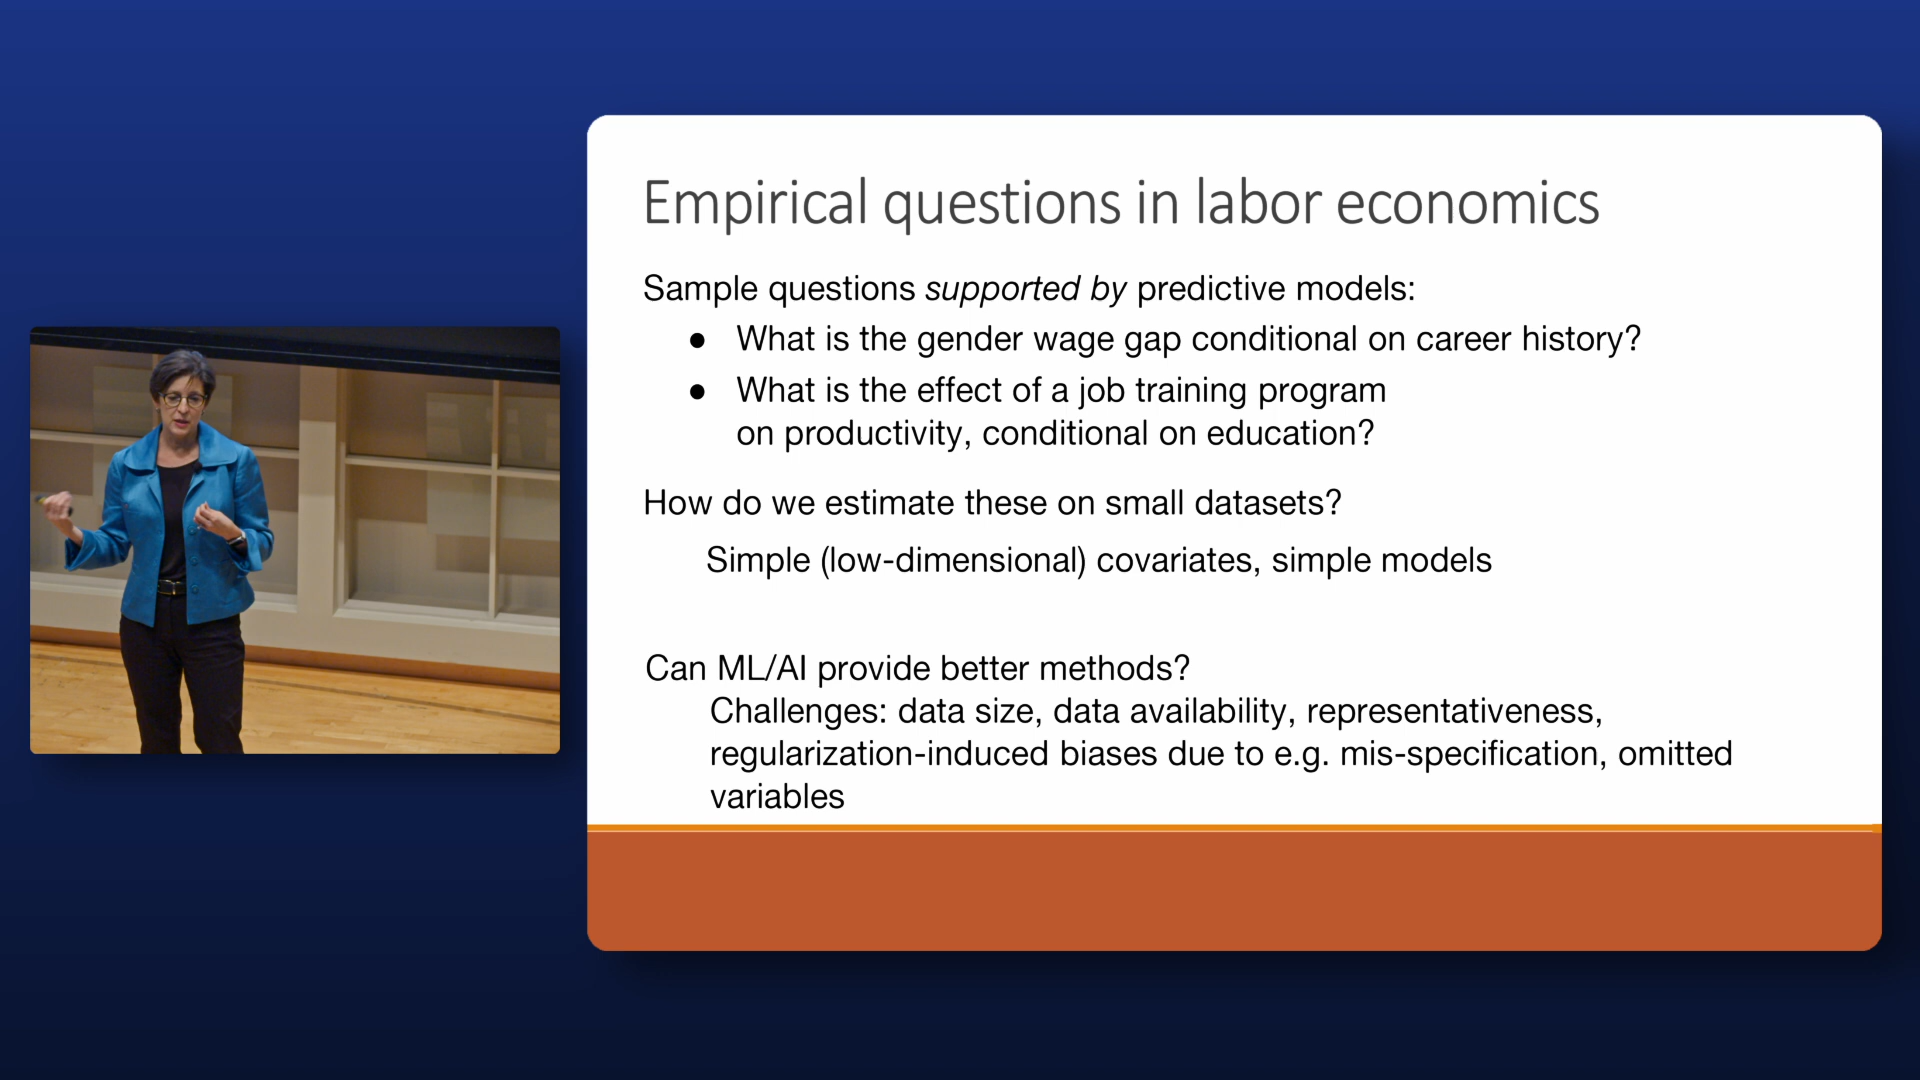 Empirical questions in labor economics
Sample questions supported by predictive models:
● What is the gender wage gap conditional on career history?
● What is the effect of a job training program
on productivity, conditional on education?
How do we estimate these on small datasets?
Simple (low-dimensional) covariates, simple models
Can ML/AI provide better methods?
Challenges: data size, data availability, representativeness,
regularization-induced biases due to e.g. mis-specification, omitted
variables